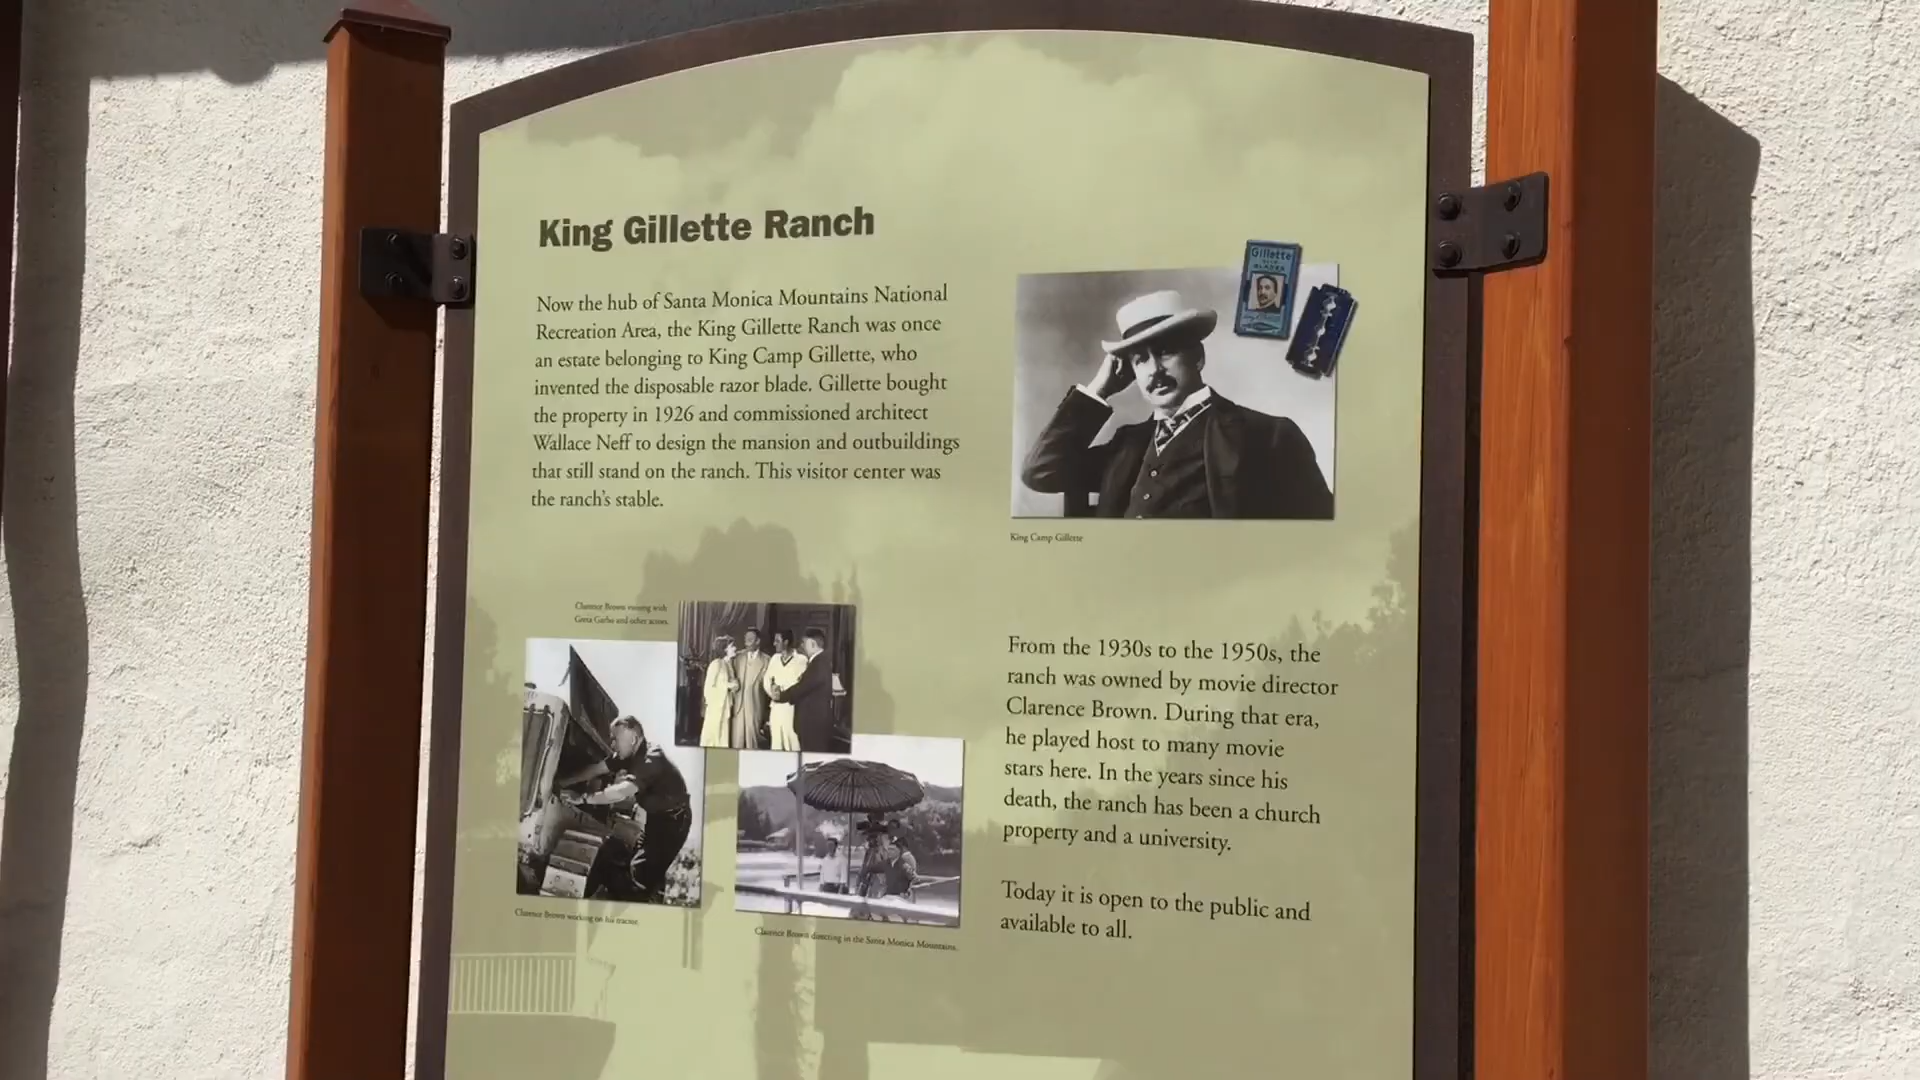 King Gillette Ranch
Now the hub of Santa Monica Mountains National
Recreation Area, the King Gillette Ranch was once
an estate belonging to King Camp Gillette, who
invented the disposable razor blade. Gillette bought
the property in 1926 and commissioned architect
Wallace Neff to design the mansion and outbuildings
that still stand on the ranch. This visitor center was
the ranch's stable.
Gillette
BLADES
King Camp Gillette
Clarence Brown visiting with
Greta Garbo and other actors.
Clarence Brown working on his tractor.
Clarence Brown directing in the Santa Monica Mountains.
From the 1930s to the 1950s, the
ranch was owned by movie director
Clarence Brown. During that era,
he played host to many movie
stars here. In the years since his
death, the ranch has been a church
property and a university.
Today it is open to the public and
available to all.